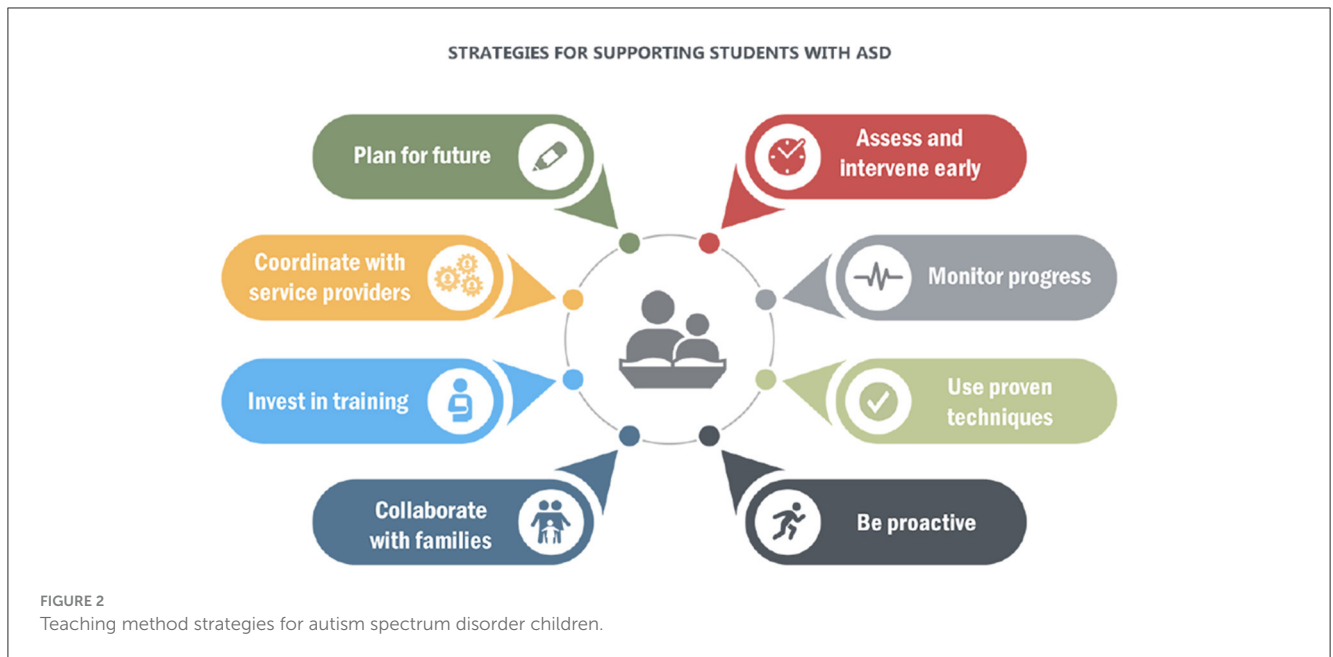 STRATEGIES FOR SUPPORTING STUDENTS WITH ASD
Plan for future
Assess and
intervene early
Coordinate with
service providers
Monitor progress
Invest in training
Use proven
techniques
Collaborate
with families
Be proactive
FIGURE 2
Teaching method strategies for autism spectrum disorder children.